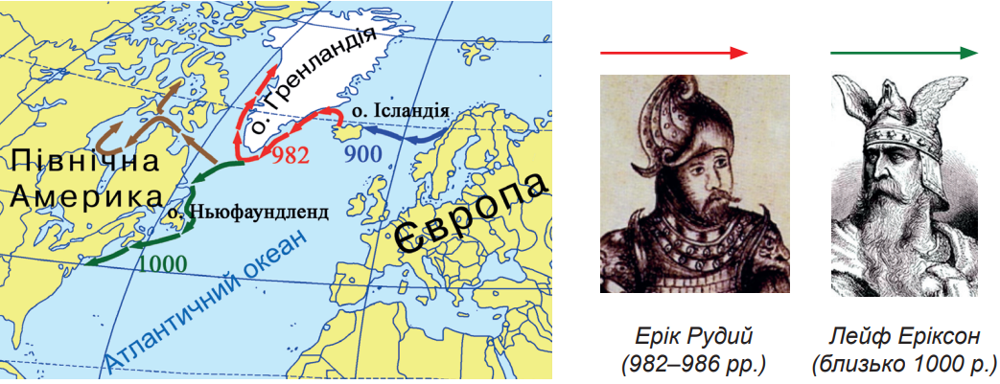 о. Гренландія
о. Ісландія
982
900
Північна
Америка
о. Ньюфаундленд
Європа
1000
Атлантичний океан
Ерік Рудий
(982–986 рр.)
Лейф Еріксон
(близько 1000 р.)